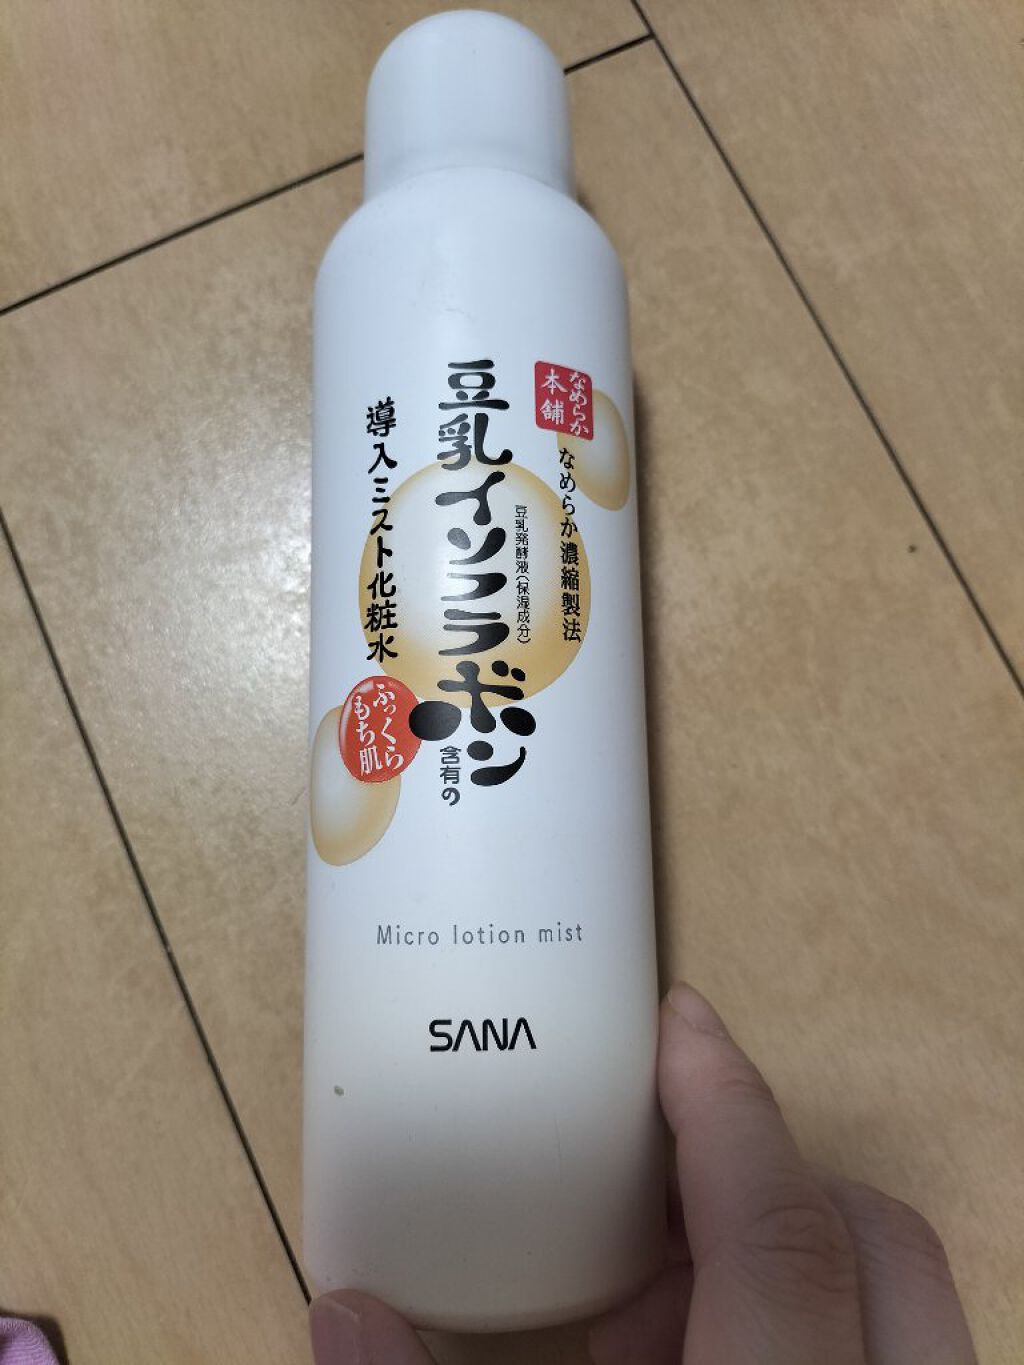 なめらか
本舗
なめらか濃縮製法
豆乳発酵液(保湿成分)
豆乳イソフラボン
含有の
導入ミスト化粧水
ふっくら
もち肌
Micro lotion mist
SANA